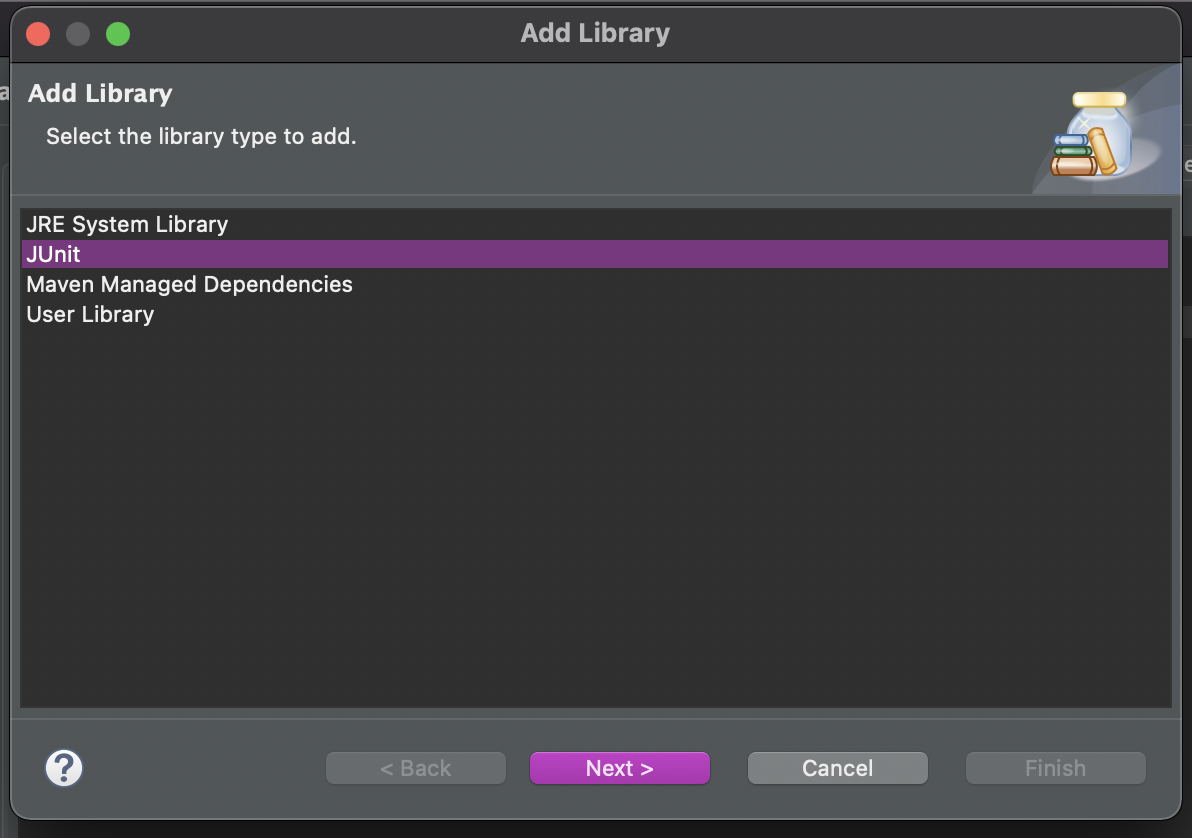 Add Library
Add Library
Select the library type to add.
JRE System Library
JUnit
Maven Managed Dependencies
User Library
?
< Back
Next >
Cancel
Finish